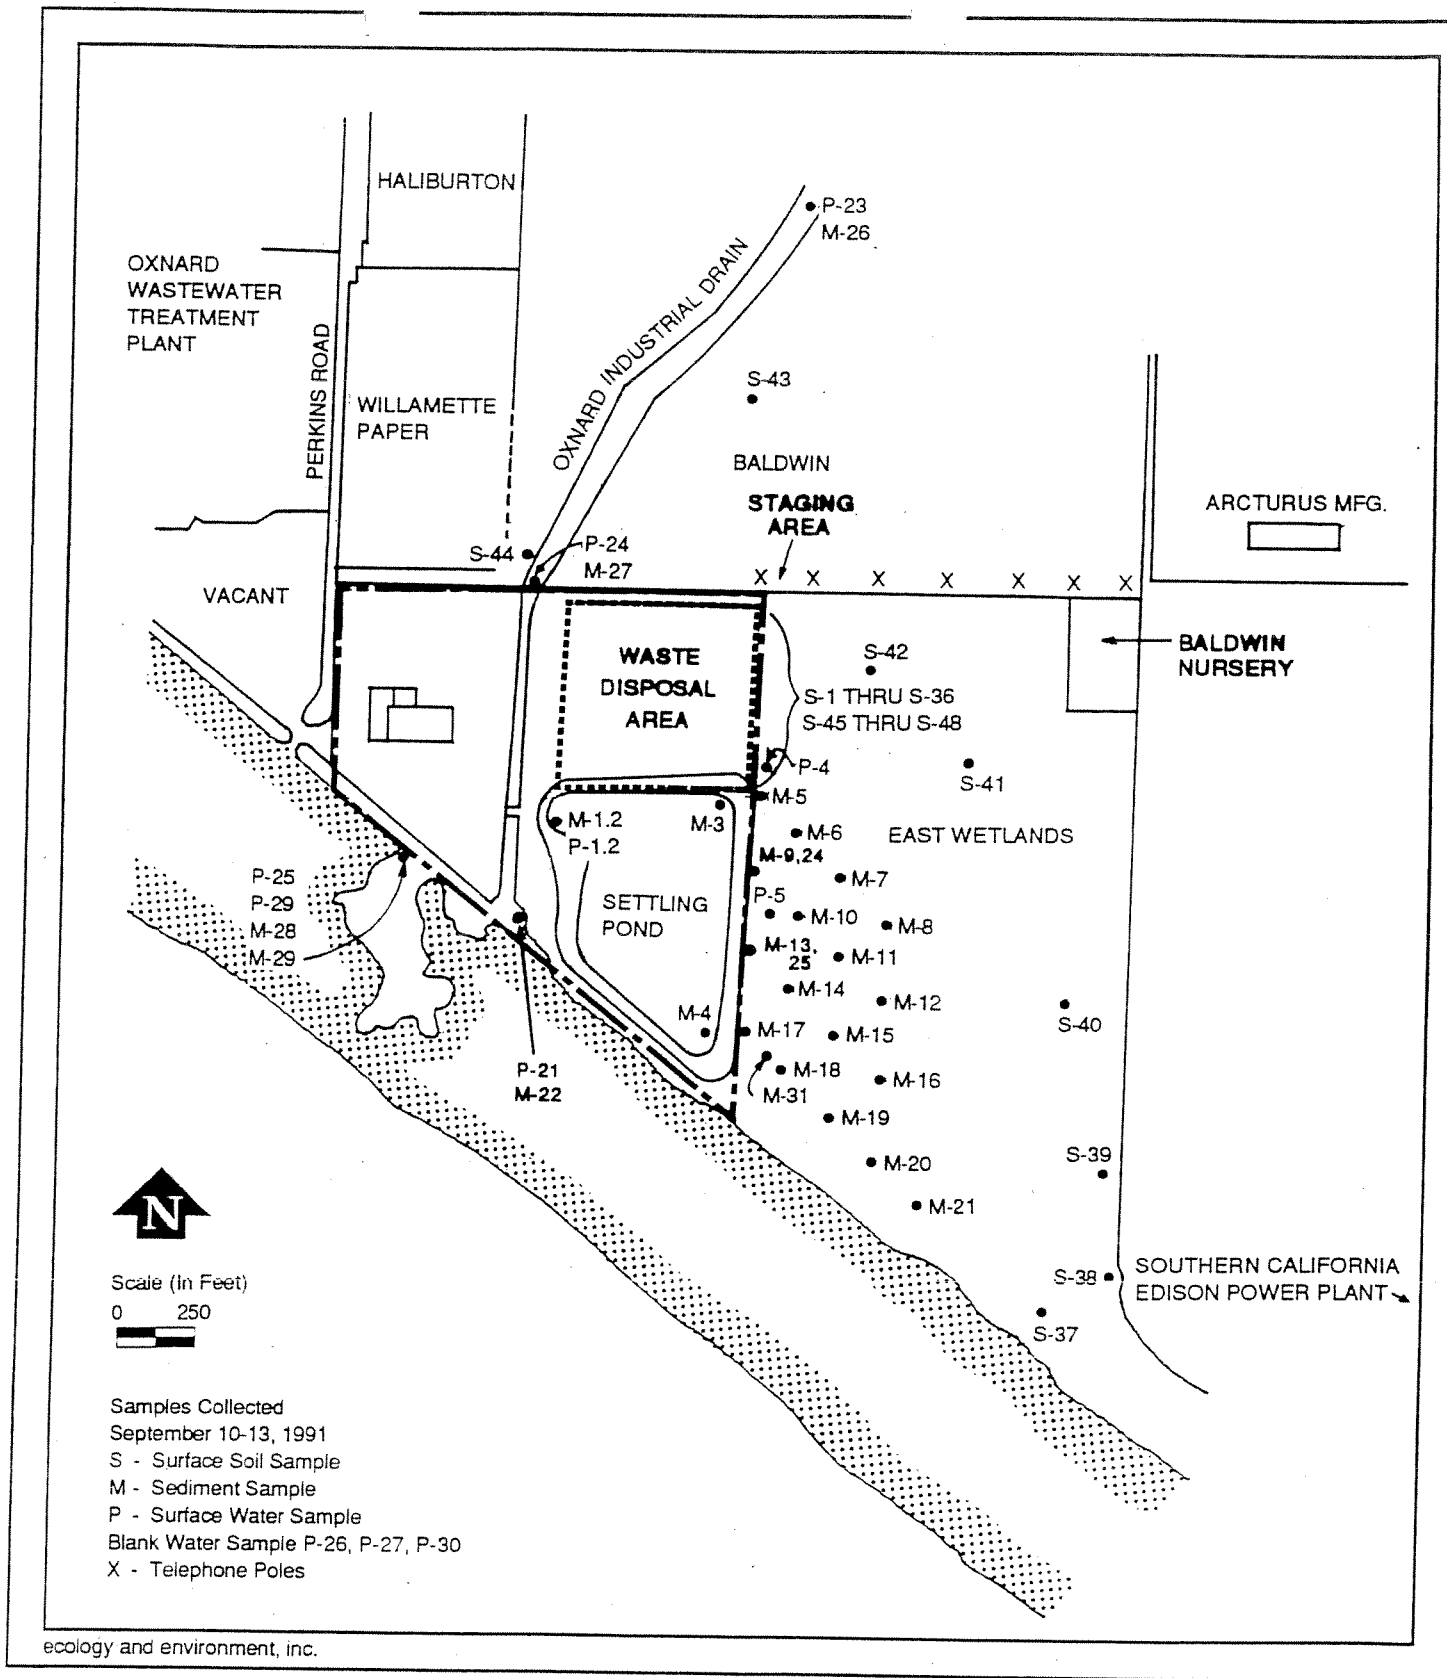 HALIBURTON
P-23
M-26
OXNARD
WASTEWATER
TREATMENT
PLANT
PERKINS ROAD
OXNARD INDUSTRIAL DRAIN
WILLAMETTE
PAPER
S-43
BALDWIN
STAGING
AREA
ARCTURUS MFG.
S-44
P-24
M-27
X X X X X X X
VACANT
WASTE
DISPOSAL
AREA
S-42
BALDWIN
NURSERY
S-1 THRU S-36
S-45 THRU S-48
P-4
S-41
M-5
M-1.2
P-1.2
M-3
M-6
EAST WETLANDS
M-9,24
M-7
P-25
P-29
M-28
M-29
SETTLING
POND
P-5
M-10
M-8
M-13,
25
M-11
M-14
M-12
M-4
M-17
M-15
S-40
P-21
M-22
M-18
M-31
M-16
M-19
M-20
S-39
M-21
N
S-38
SOUTHERN CALIFORNIA
EDISON POWER PLANT
S-37
Scale (In Feet)
0 250
Samples Collected
September 10-13, 1991
S - Surface Soil Sample
M - Sediment Sample
P - Surface Water Sample
Blank Water Sample P-26, P-27, P-30
X - Telephone Poles
ecology and environment, inc.